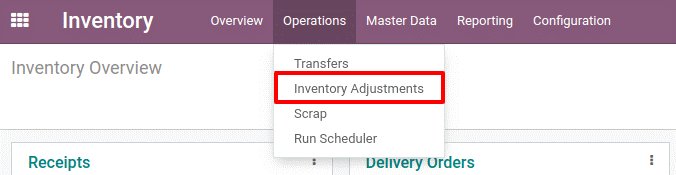 Inventory Overview Operations Master Data Reporting Configuration
Inventory Overview
Transfers
Inventory Adjustments
Scrap
Run Scheduler
Receipts Delivery Orders